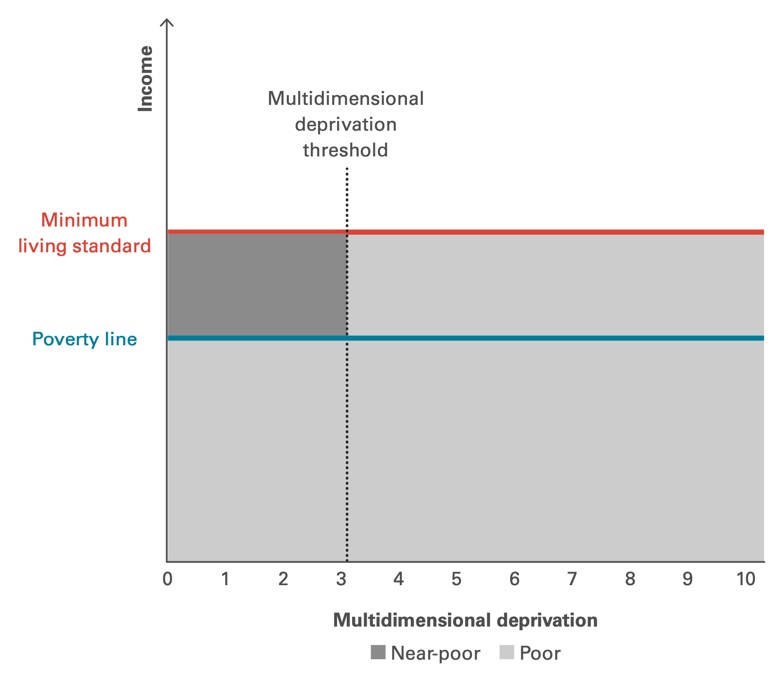 Income
Multidimensional
deprivation
threshold
Minimum
living standard
Poverty line
0 1 2 3 4 5 6 7 8 9 10
Multidimensional deprivation
Near-poor Poor